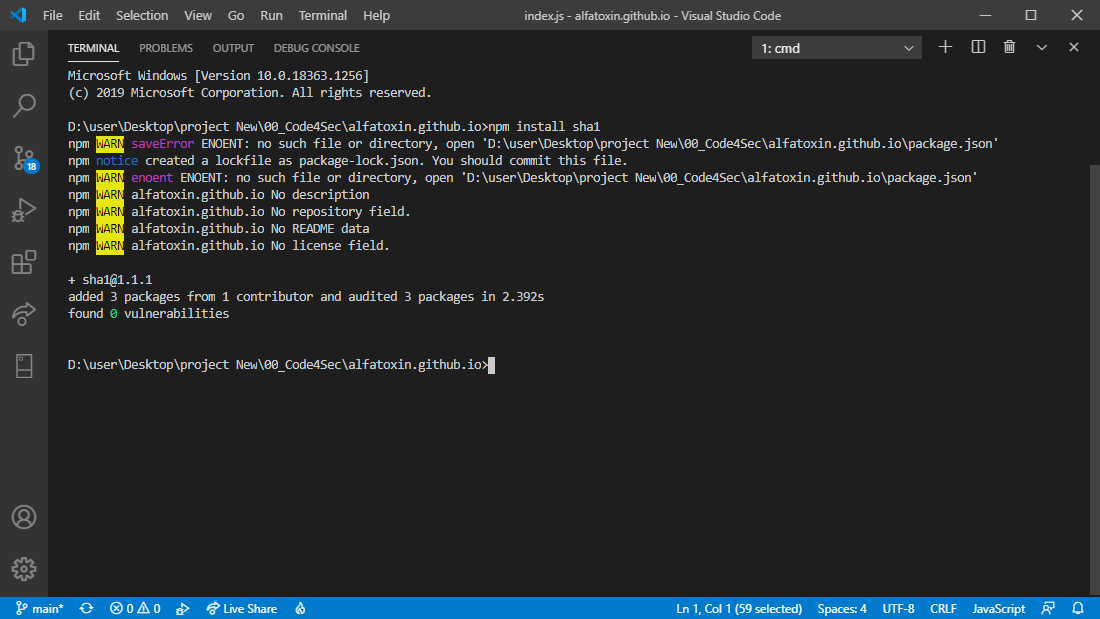 File Edit Selection View Go Run Terminal Help index.js - alfatoxin.github.io - Visual Studio Code
TERMINAL PROBLEMS OUTPUT DEBUG CONSOLE 1: cmd
Microsoft Windows [Version 10.0.18363.1256]
(c) 2019 Microsoft Corporation. All rights reserved.
D:\user\Desktop\project New\00_Code4Sec\alfatoxin.github.io>npm install sha1
npm WARN saveError ENOENT: no such file or directory, open 'D:\user\Desktop\project New\00_Code4Sec\alfatoxin.github.io\package.json'
npm notice created a lockfile as package-lock.json. You should commit this file.
npm WARN enoent ENOENT: no such file or directory, open 'D:\user\Desktop\project New\00_Code4Sec\alfatoxin.github.io\package.json'
npm WARN alfatoxin.github.io No description
npm WARN alfatoxin.github.io No repository field.
npm WARN alfatoxin.github.io No README data
npm WARN alfatoxin.github.io No license field.
+ sha1@1.1.1
added 3 packages from 1 contributor and audited 3 packages in 2.392s
found 0 vulnerabilities
D:\user\Desktop\project New\00_Code4Sec\alfatoxin.github.io>
18
main* 0 0 Live Share Ln 1, Col 1 (59 selected) Spaces: 4 UTF-8 CRLF JavaScript